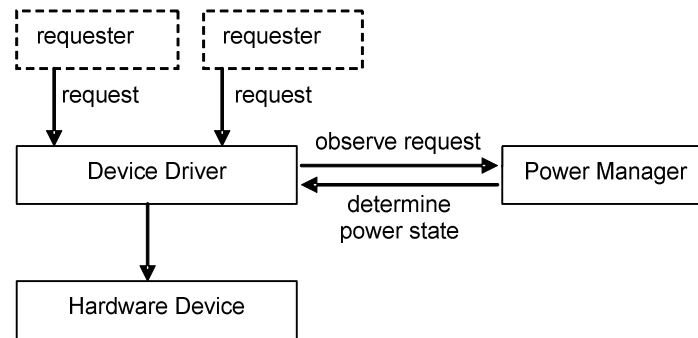 requester
requester
request
request
observe request
Device Driver
Power Manager
determine
power state
Hardware Device